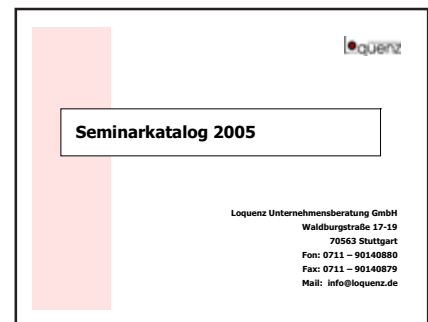 loquenz
Seminarkatalog 2005
Loquenz Unternehmensberatung GmbH
Waldburgstraße 17-19
70563 Stuttgart
Fon: 0711 – 90140880
Fax: 0711 – 90140879
Mail: info@loquenz.de